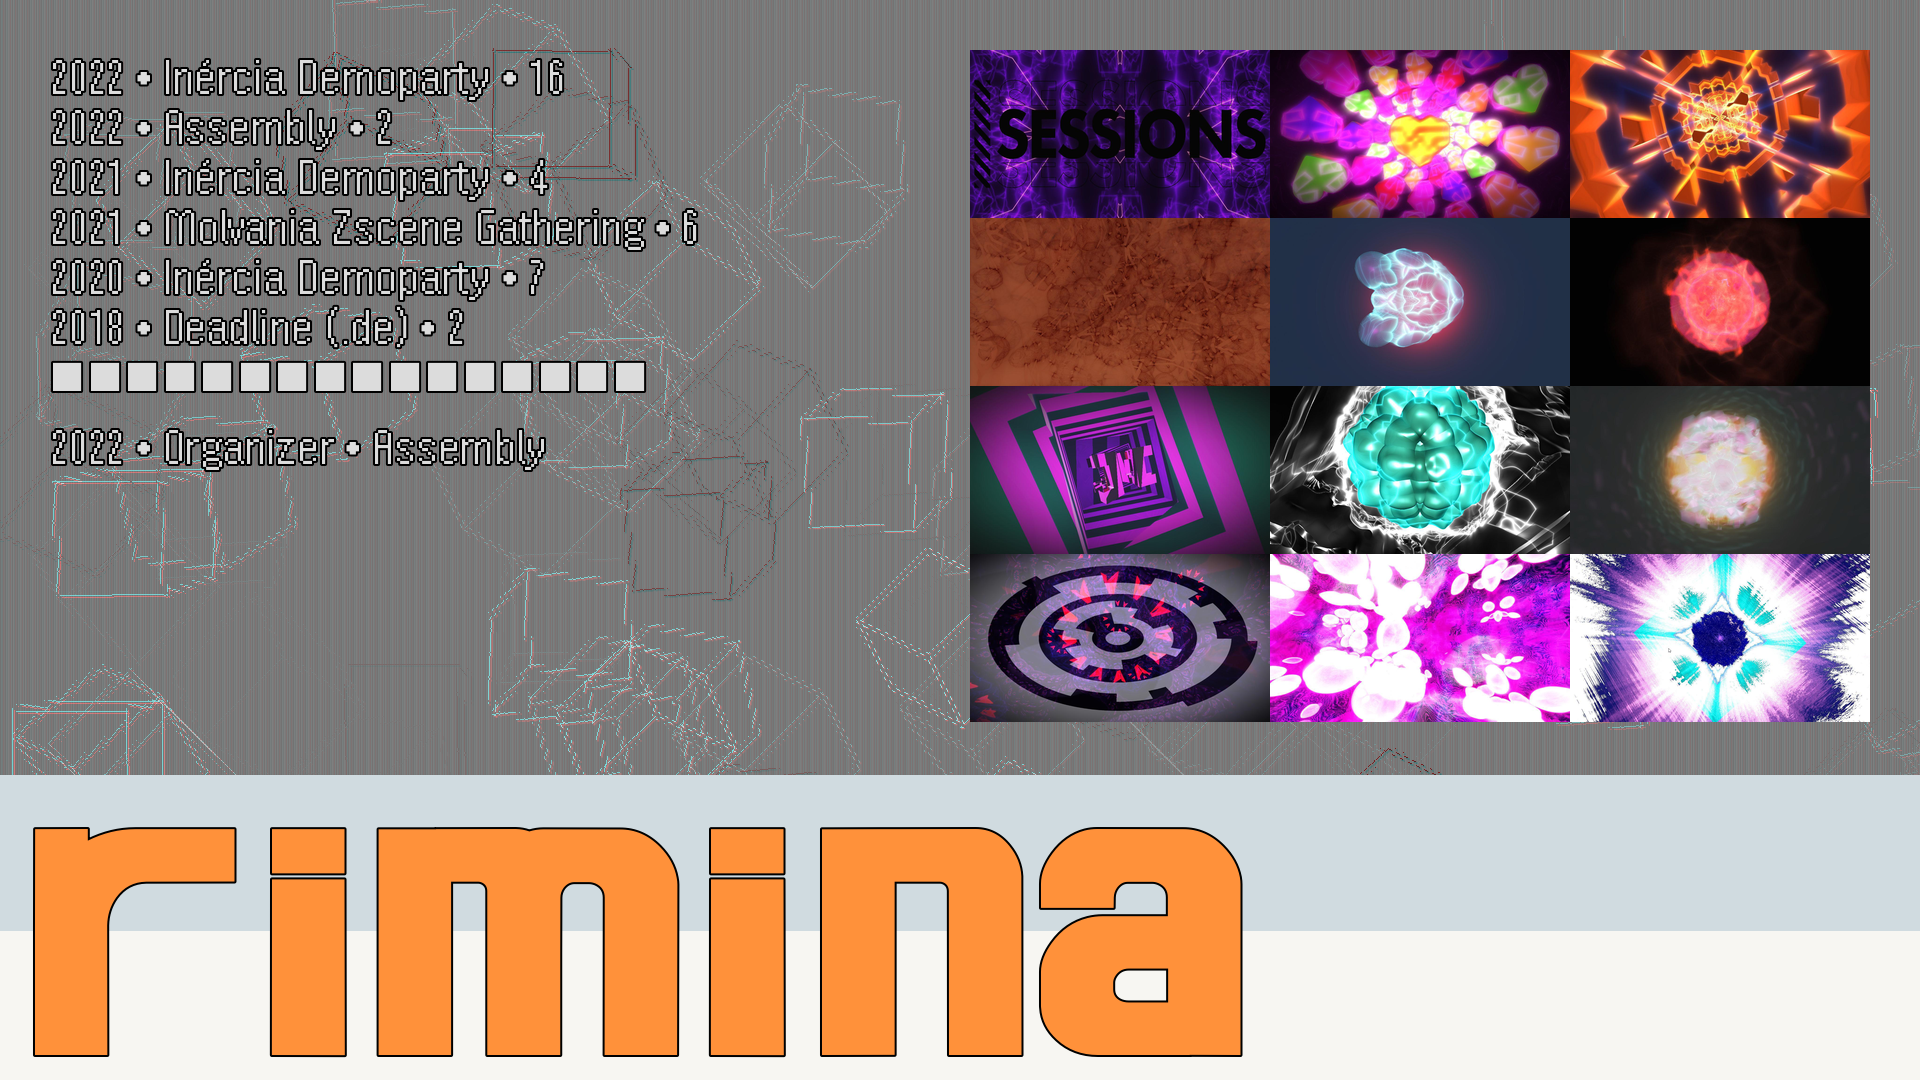 2022 • Inércia Demoparty • 16
2022 • Assembly • 2
2021 • Inércia Demoparty • 4
2021 • Molvania Zscene Gathering • 6
2020 • Inércia Demoparty • 7
2018 • Deadline (.de) • 2
2022 • Organizer • Assembly
SESSIONS
rimina